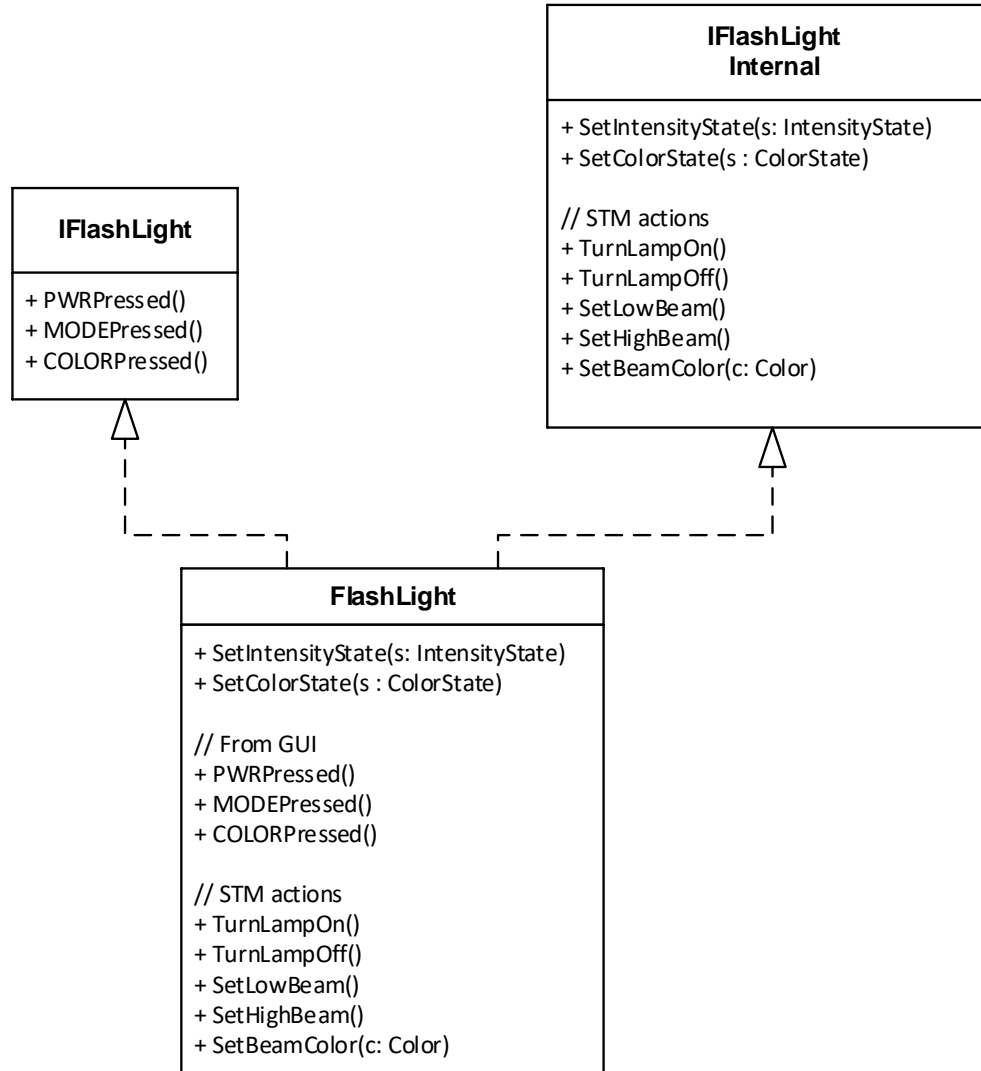 IFlashLight
Internal
+ SetIntensityState(s: IntensityState)
+ SetColorState(s : ColorState)
// STM actions
+ TurnLampOn()
+ TurnLampOff()
+ SetLowBeam()
+ SetHighBeam()
+ SetBeamColor(c: Color)
IFlashLight
+ PWRPressed()
+ MODEPressed()
+ COLORPressed()
FlashLight
+ SetIntensityState(s: IntensityState)
+ SetColorState(s : ColorState)
// From GUI
+ PWRPressed()
+ MODEPressed()
+ COLORPressed()
// STM actions
+ TurnLampOn()
+ TurnLampOff()
+ SetLowBeam()
+ SetHighBeam()
+ SetBeamColor(c: Color)